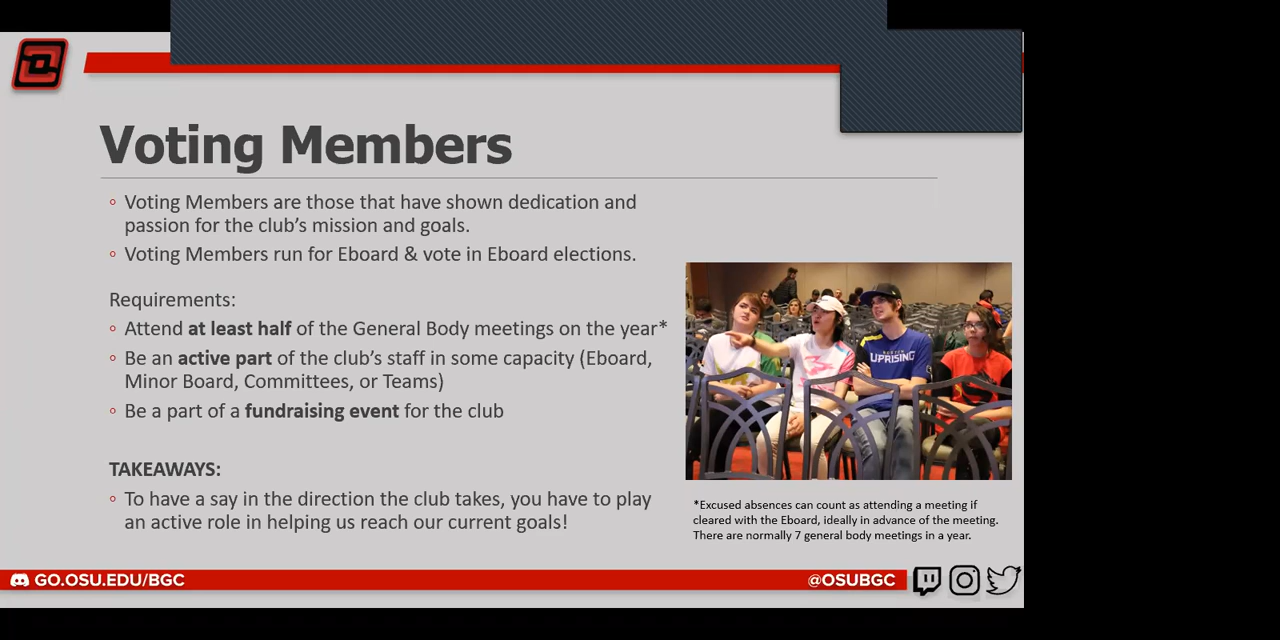 Voting Members
◦ Voting Members are those that have shown dedication and
passion for the club's mission and goals.
◦ Voting Members run for Eboard & vote in Eboard elections.
Requirements:
◦ Attend at least half of the General Body meetings on the year*
◦ Be an active part of the club's staff in some capacity (Eboard,
Minor Board, Committees, or Teams)
◦ Be a part of a fundraising event for the club
TAKEAWAYS:
◦ To have a say in the direction the club takes, you have to play
an active role in helping us reach our current goals!
UPRISING
*Excused absences can count as attending a meeting if
cleared with the Eboard, ideally in advance of the meeting.
There are normally 7 general body meetings in a year.
GO.OSU.EDU/BGC
@OSUBGC